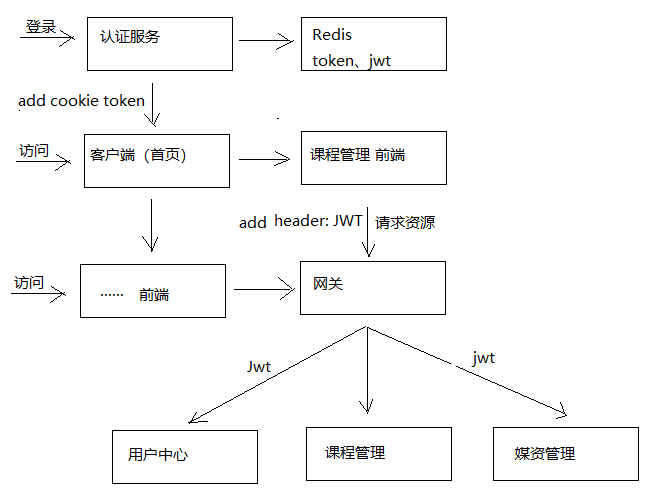 登录
认证服务
Redis
token、jwt
add cookie token
访问
客户端（首页）
课程管理 前端
add header: JWT 请求资源
访问
······ 前端
网关
Jwt
jwt
用户中心
课程管理
媒资管理